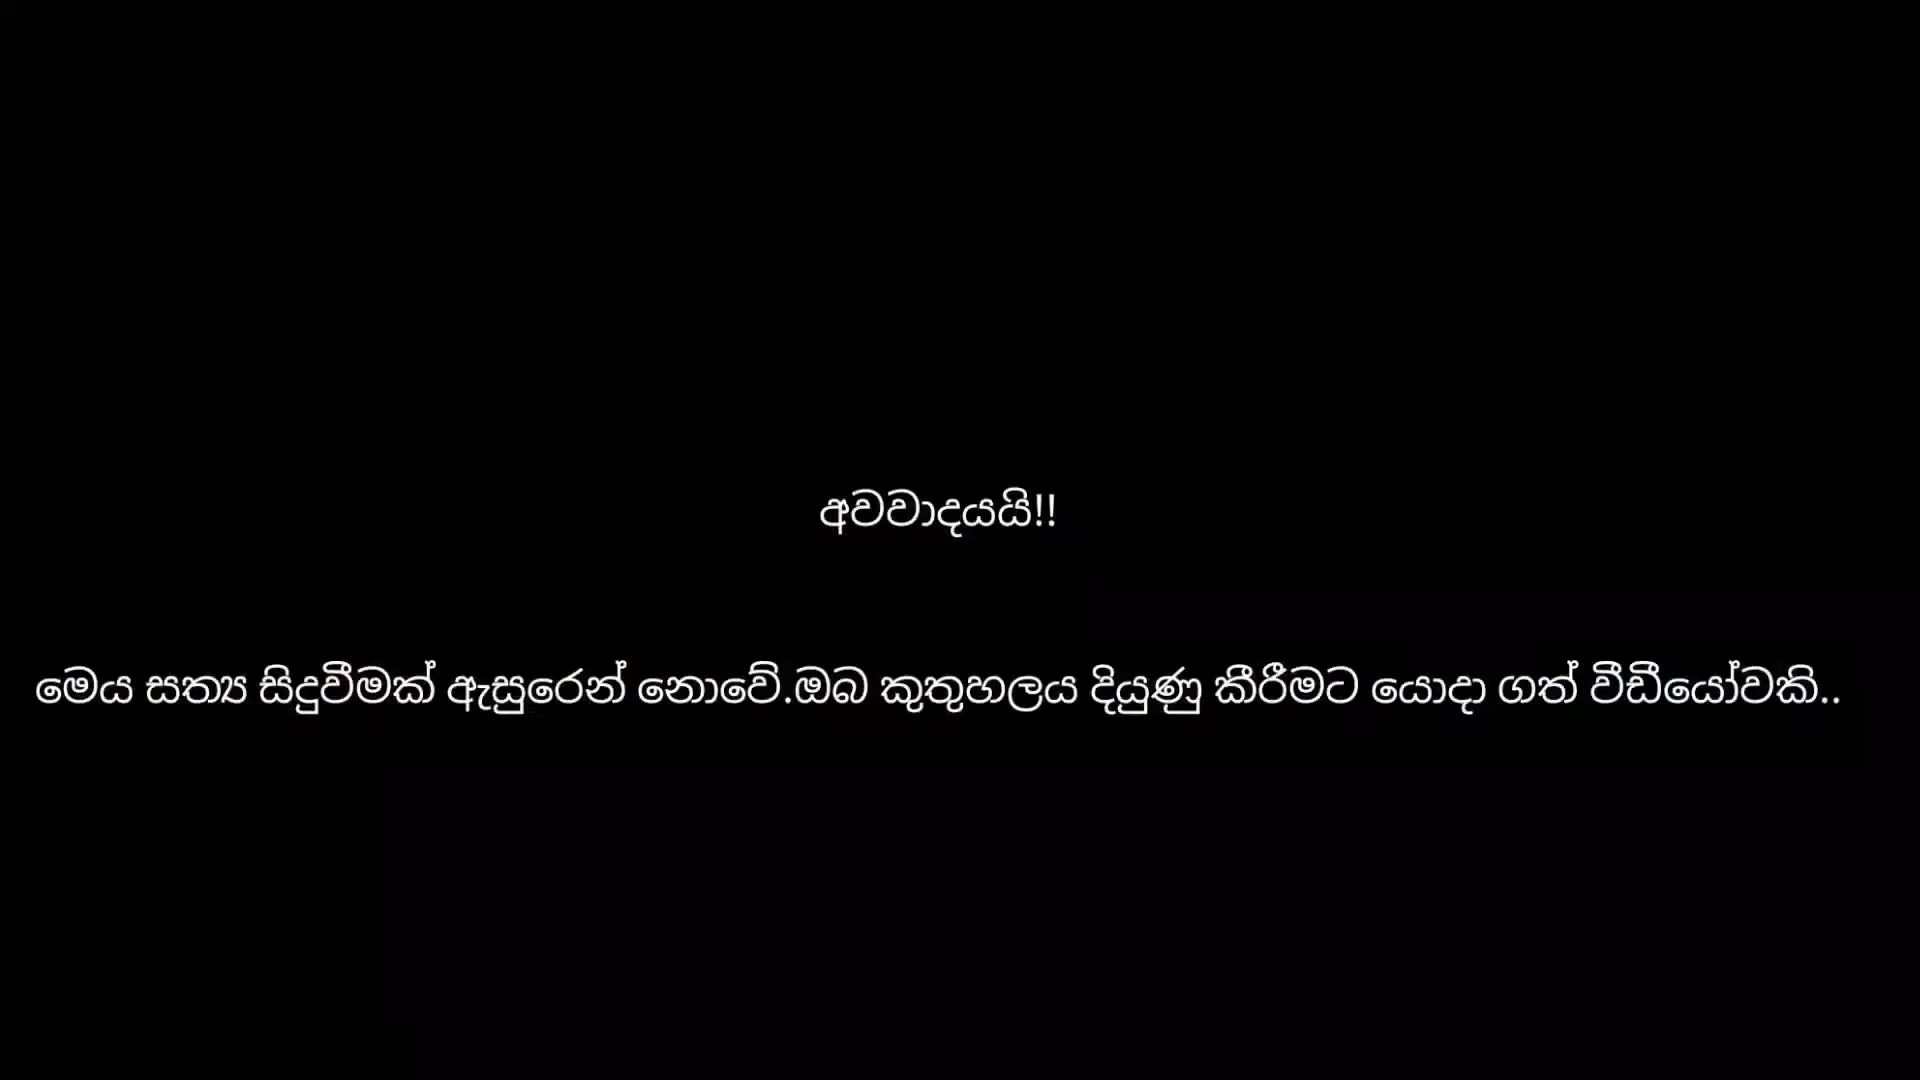 අවවාදයයි!!
මෙය සත්‍ය සිදුවීමක් ඇසුරෙන් නොවේ.ඔබ කුතුහලය දියුණු කීරීමට යොදා ගත් වීඩීයෝවකි..